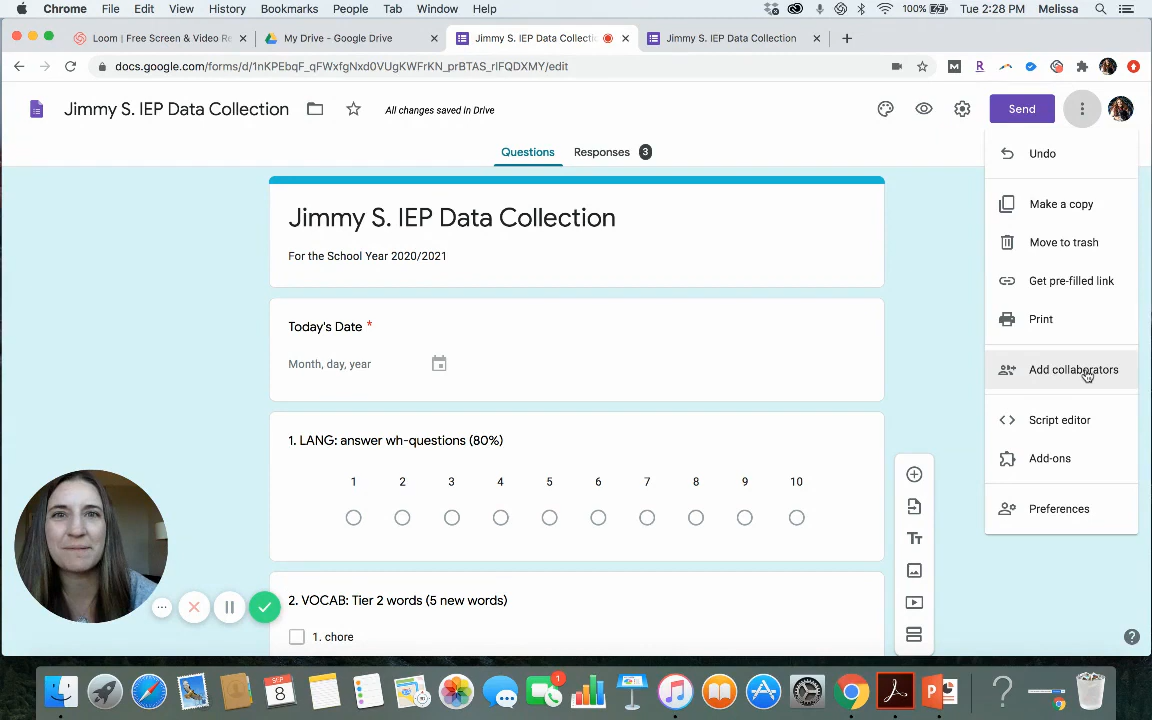 Chrome File Edit View History Bookmarks People Tab Window Help 100% Tue 2:28 PM Melissa
Loom | Free Screen & Video Re
My Drive - Google Drive
Jimmy S. IEP Data Collecti
Jimmy S. IEP Data Collection
docs.google.com/forms/d/1nKPEbqF_qFWxfgNxd0VUgKWFrKN_prBTAS_rlFQDXMY/edit
Jimmy S. IEP Data Collection
All changes saved in Drive
Send
Questions
Responses 3
Undo
Make a copy
Move to trash
Get pre-filled link
Print
Add collaborators
Script editor
Add-ons
Preferences
Jimmy S. IEP Data Collection
For the School Year 2020/2021
Today's Date *
Month, day, year
1. LANG: answer wh-questions (80%)
1 2 3 4 5 6 7 8 9 10
2. VOCAB: Tier 2 words (5 new words)
1. chore
Tt
SEP
8
1